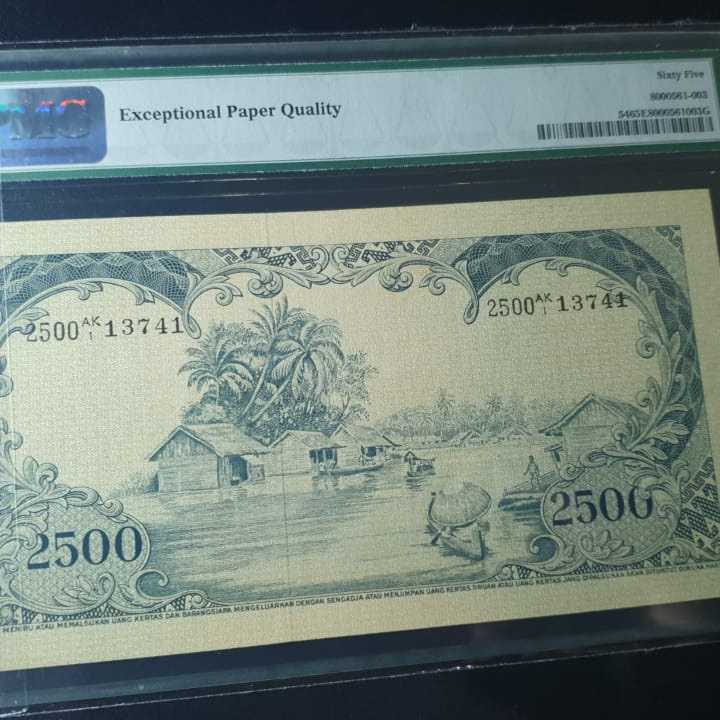 PMG
Exceptional Paper Quality
Sixty Five
8000561-003
5465E8000561003G
2500 AK/1 13741
2500 AK/1 13741
2500
2500
MENIRU ATAU MEMALSUKAN UANG KERTAS DAN BARANGSIAPA MENGELUARKAN DENGAN SENGADJA ATAU MENJIMPAN UANG KERTAS TIRUAN ATAU UANG KERTAS JANG DIPALSUKAN AKAN DITUNTUT DIMUKA